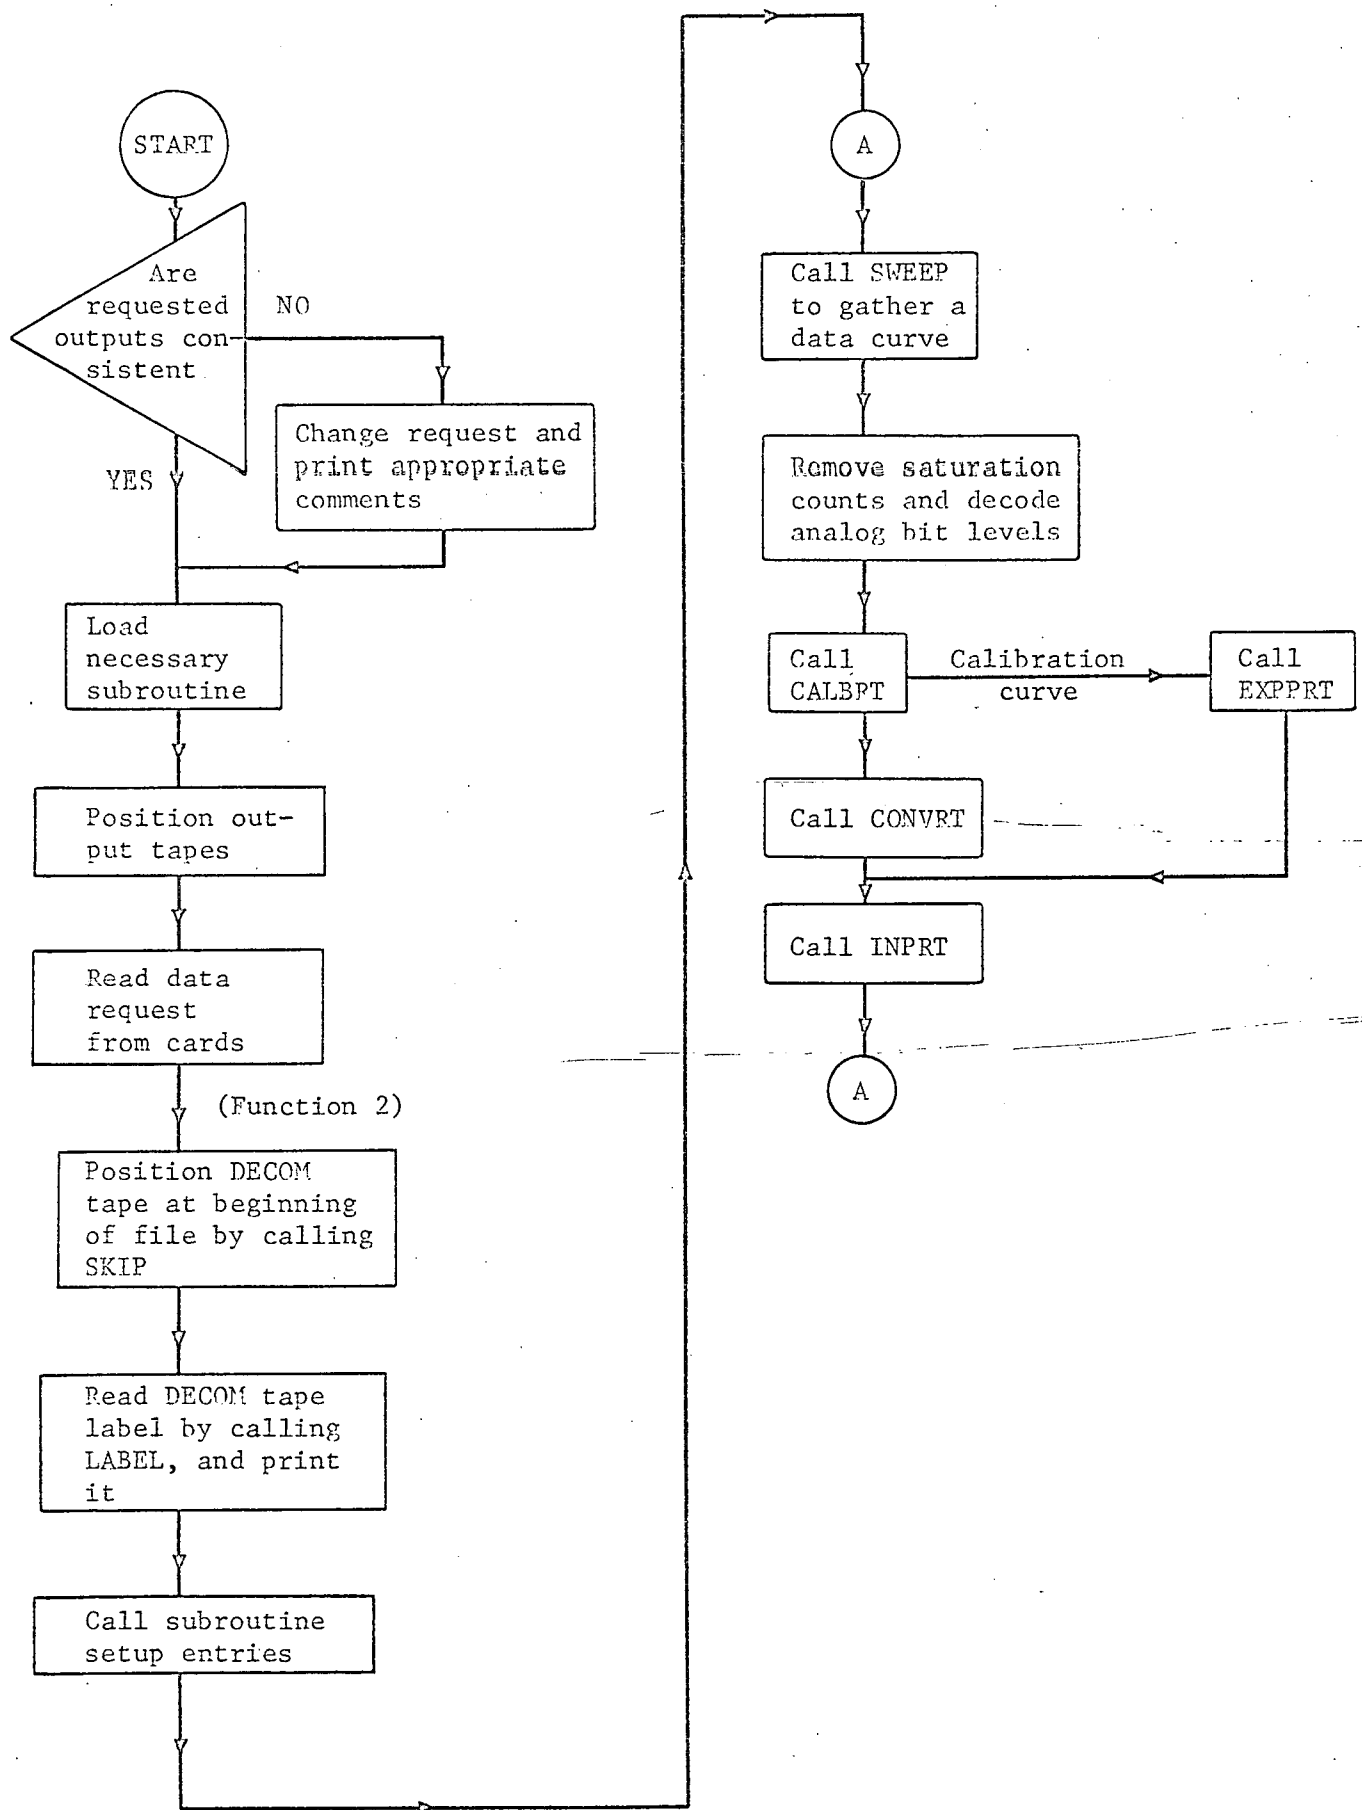 START
Are
requested
outputs con-
sistent
NO
YES
Change request and
print appropriate
comments
Load
necessary
subroutine
Position out-
put tapes
Read data
request
from cards
(Function 2)
Position DECOM
tape at beginning
of file by calling
SKIP
Read DECOM tape
label by calling
LABEL, and print
it
Call subroutine
setup entries
A
Call SWEEP
to gather a
data curve
Remove saturation
counts and decode
analog bit levels
Call
CALBPT
Calibration
curve
Call
EXPPRT
Call CONVRT
Call INPRT
A